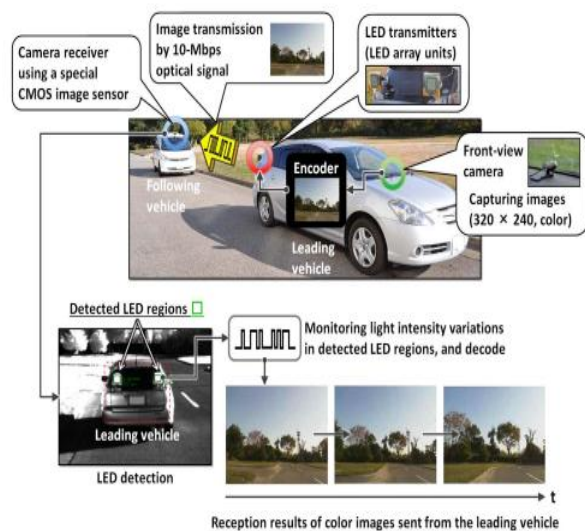 Camera receiver
using a special
CMOS image sensor
Image transmission
by 10-Mbps
optical signal
LED transmitters
(LED array units)
Following
vehicle
Encoder
Leading
vehicle
Front-view
camera
Capturing images
(320 × 240, color)
Detected LED regions
Leading vehicle
LED detection
Monitoring light intensity variations
in detected LED regions, and decode
t
Reception results of color images sent from the leading vehicle